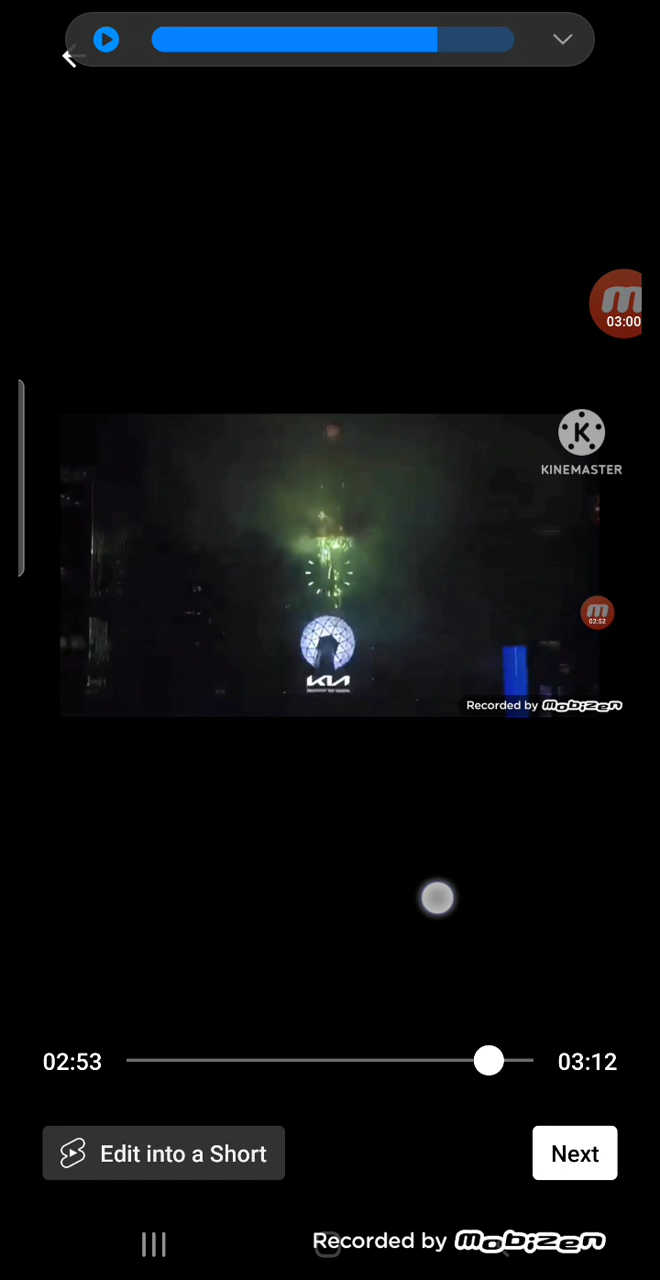 03:00
KINEMASTER
02:52
KIA
Recorded by mobizen
02:53
03:12
Edit into a Short
Next
Recorded by mobizen